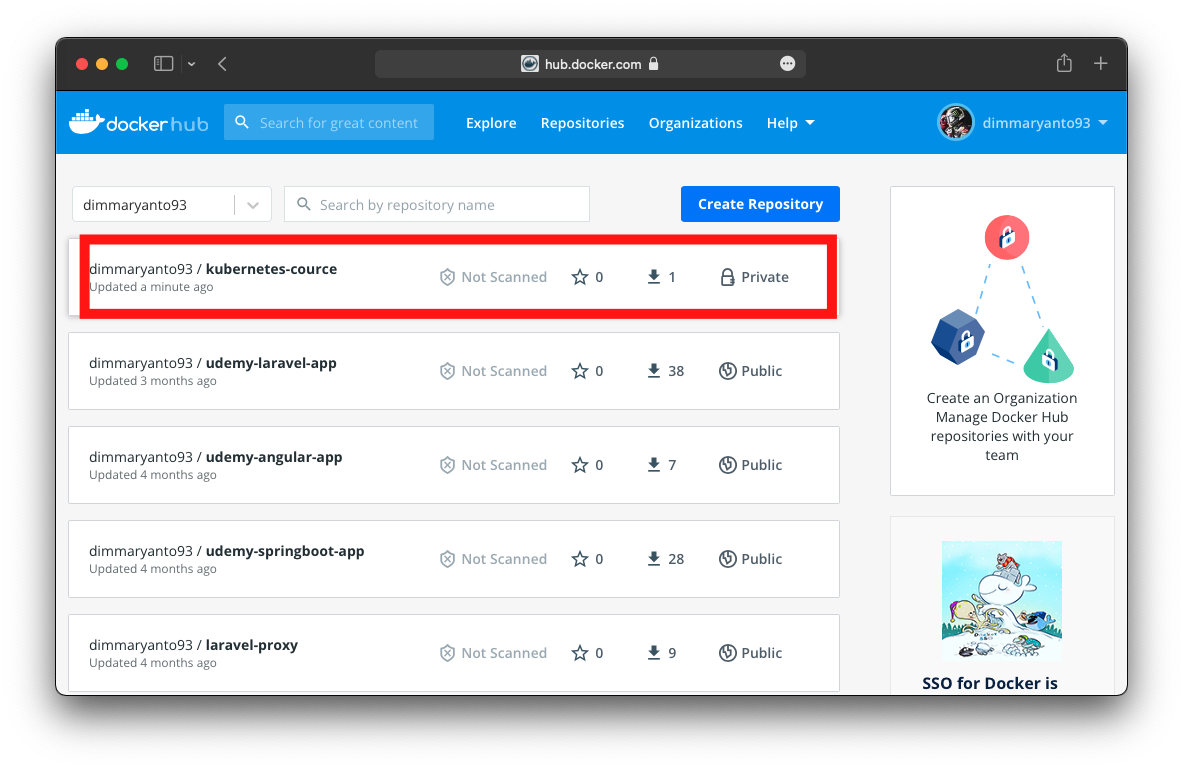 hub.docker.com
docker hub
Search for great content
Explore
Repositories
Organizations
Help
dimmaryanto93
dimmaryanto93
Search by repository name
Create Repository
dimmaryanto93 / kubernetes-cource
Updated a minute ago
Not Scanned
0
1
Private
dimmaryanto93 / udemy-laravel-app
Updated 3 months ago
Not Scanned
0
38
Public
dimmaryanto93 / udemy-angular-app
Updated 4 months ago
Not Scanned
0
7
Public
dimmaryanto93 / udemy-springboot-app
Updated 4 months ago
Not Scanned
0
28
Public
dimmaryanto93 / laravel-proxy
Updated 4 months ago
Not Scanned
0
9
Public
Create an Organization
Manage Docker Hub
repositories with your
team
SSO for Docker is